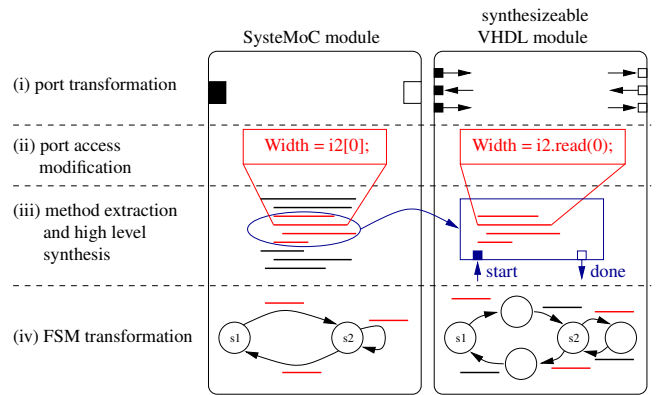 SysteMoC module
synthesizeable
VHDL module
(i) port transformation
(ii) port access
modification
Width = i2[0];
Width = i2.read(0);
(iii) method extraction
and high level
synthesis
start
done
(iv) FSM transformation
s1
s2
s1
s2